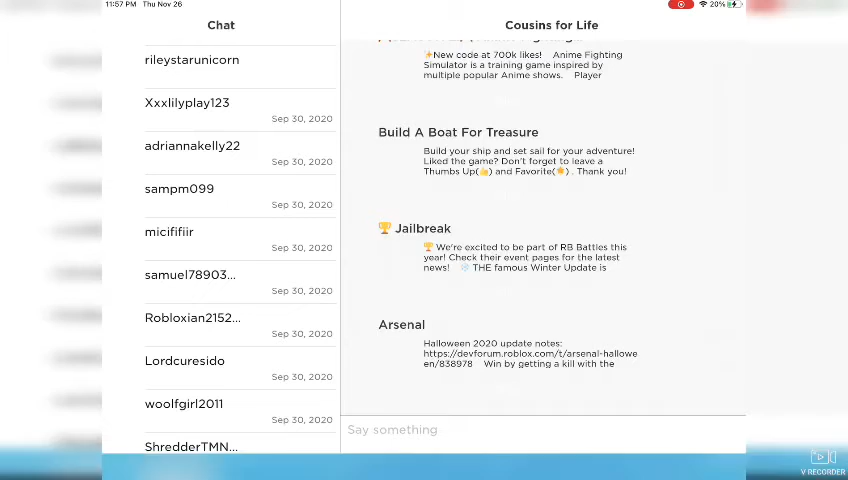 11:57 PM Thu Nov 26
20%
Chat
Cousins for Life
rileystarunicorn
Xxxlilyplay123
Sep 30, 2020
adriannakelly22
Sep 30, 2020
sampm099
Sep 30, 2020
micififiir
Sep 30, 2020
samuel78903...
Sep 30, 2020
Robloxian2152...
Sep 30, 2020
Lordcuresido
Sep 30, 2020
woolfgirl2011
Sep 30, 2020
ShredderTMN...
✨New code at 700k likes! Anime Fighting
Simulator is a training game inspired by
multiple popular Anime shows. Player
Build A Boat For Treasure
Build your ship and set sail for your adventure!
Liked the game? Don't forget to leave a
Thumbs Up(👍) and Favorite(🌟) . Thank you!
🏆 Jailbreak
🏆 We're excited to be part of RB Battles this
year! Check their event pages for the latest
news! ❄️ THE famous Winter Update is
Arsenal
Halloween 2020 update notes:
https://devforum.roblox.com/t/arsenal-hallowe
en/838978 Win by getting a kill with the
Say something
V RECORDER